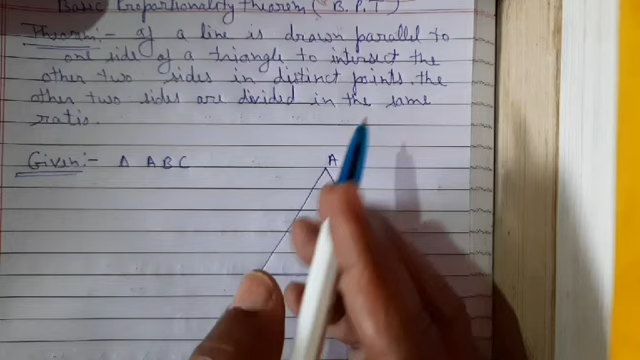 Basic Proportionality Theorem (B.P.T)
Theorem:- If a line is drawn parallel to
one side of a triangle to intersect the
other two sides in distinct points. the
other two sides are divided in the same
ratio.
Given:- Δ ABC
A